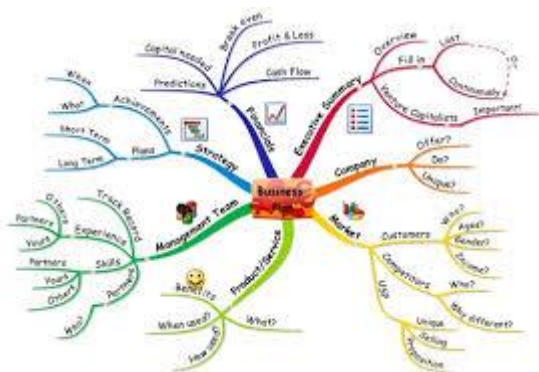 Business
Plan
Executive Summary
Overview
Fill in
Last
Or
Continuously
Venture Capitalists
Important!
Company
Offer?
Do?
Unique?
Market
Customers
Who?
Aged?
Gender?
Income?
Competitors
Who?
Why different?
USP
Unique
Selling
Proposition
Product/Service
What?
Benefits
When used?
How used?
Management Team
Track Record
Experience
Others
Partners
Yours
Skills
Partners
Yours
Others
Partners
Who?
Strategy
Achievements
When
What
Plans
Short Term
Long Term
Financials
Capital needed
Predictions
Break even
Profit & Loss
Cash Flow